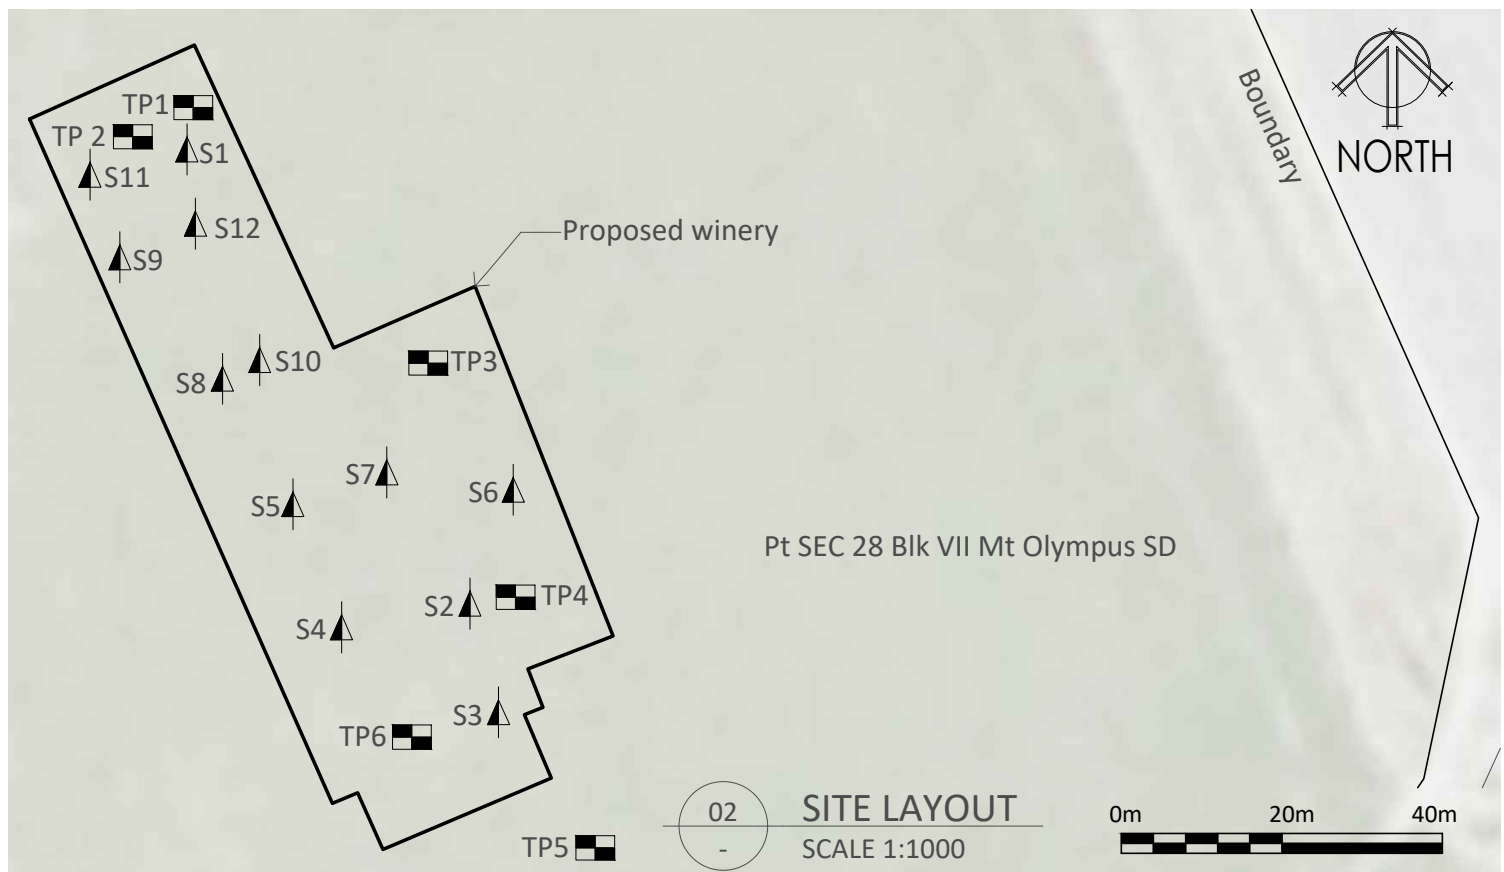 TP1
TP 2
S1
S11
S12
S9
Boundary
NORTH
Proposed winery
S10
S8
TP3
S7
S6
S5
Pt SEC 28 Blk VII Mt Olympus SD
TP4
S2
S4
S3
TP6
TP5
02
-
SITE LAYOUT
SCALE 1:1000
0m 20m 40m